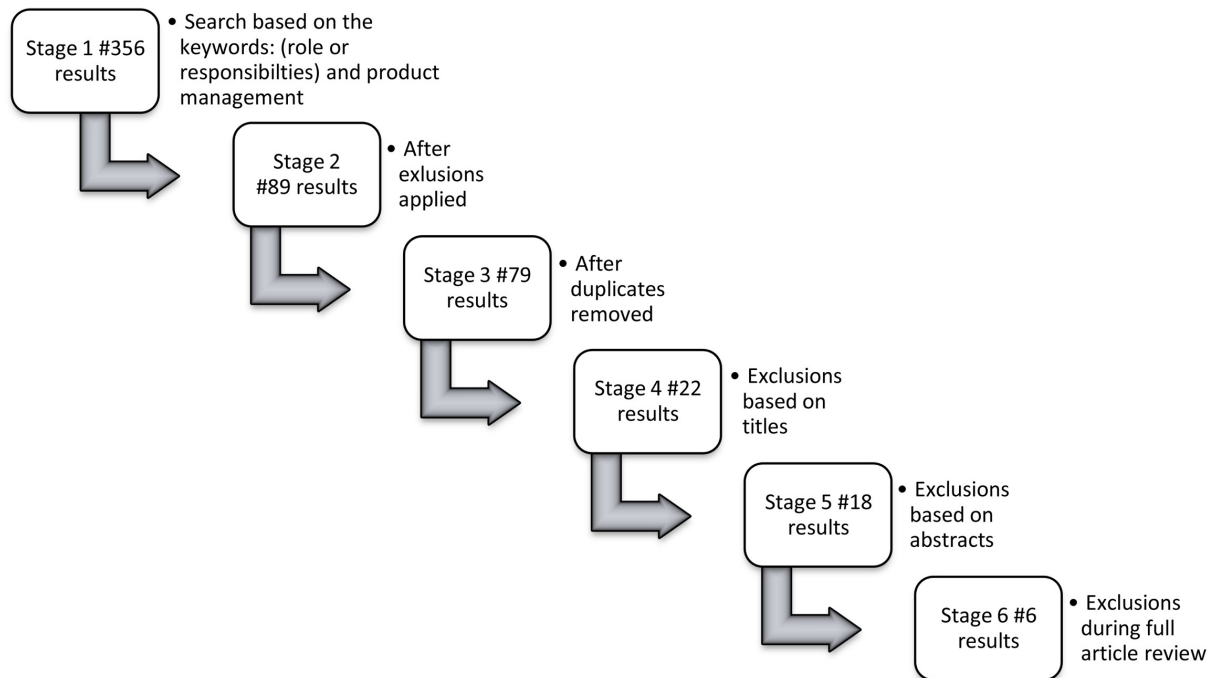 Stage 1 #356
results
• Search based on the
keywords: (role or
responsibilties) and product
management
Stage 2
#89 results
• After
exlusions
applied
Stage 3 #79
results
• After
duplicates
removed
Stage 4 #22
results
• Exclusions
based on
titles
Stage 5 #18
results
• Exclusions
based on
abstracts
Stage 6 #6
results
• Exclusions
during full
article review